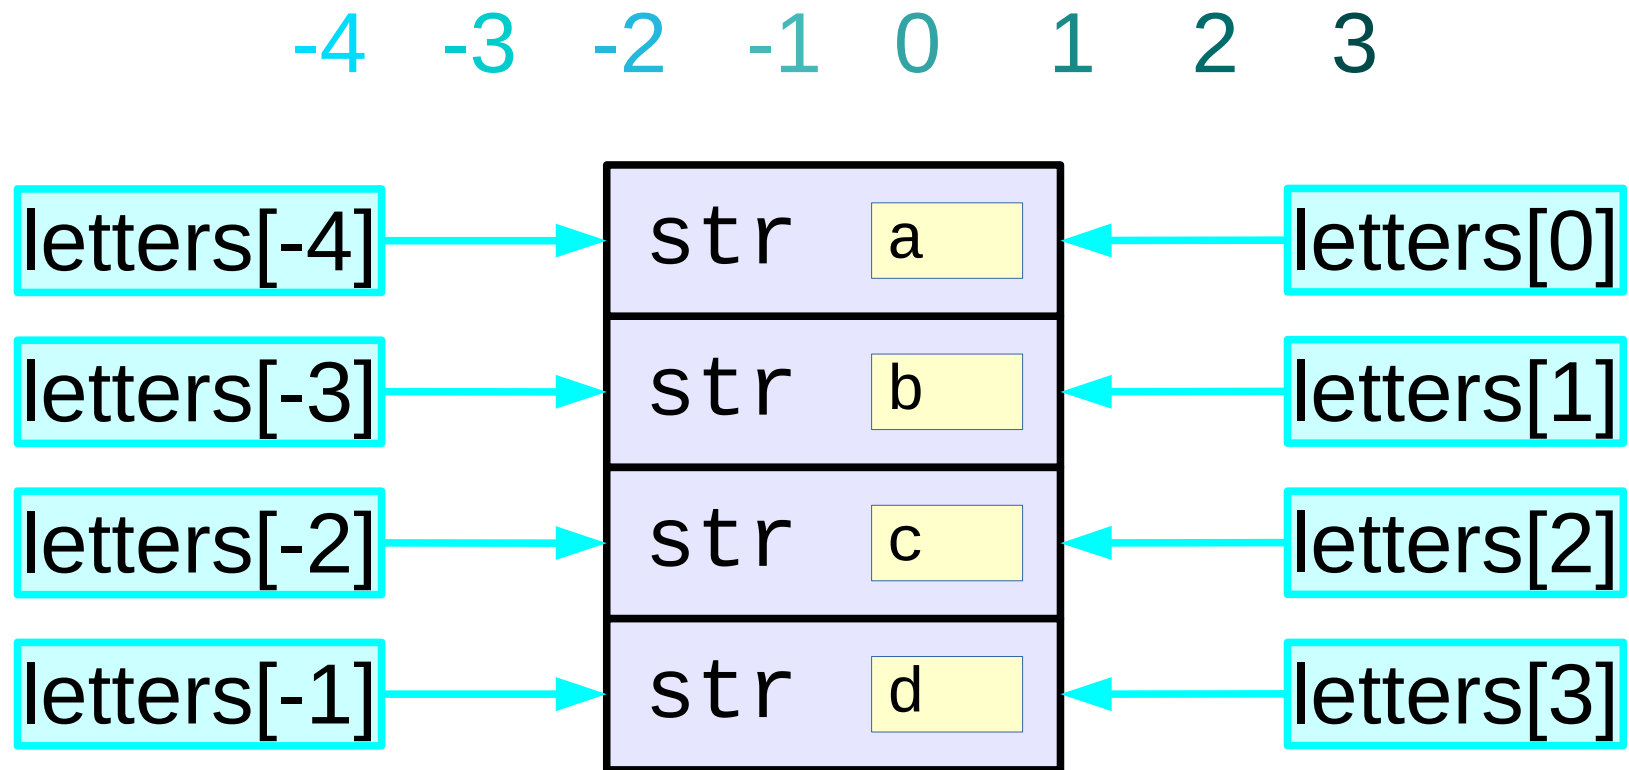 -4 -3 -2 -1 0 1 2 3
letters[-4] str a letters[0]
letters[-3] str b letters[1]
letters[-2] str c letters[2]
letters[-1] str d letters[3]